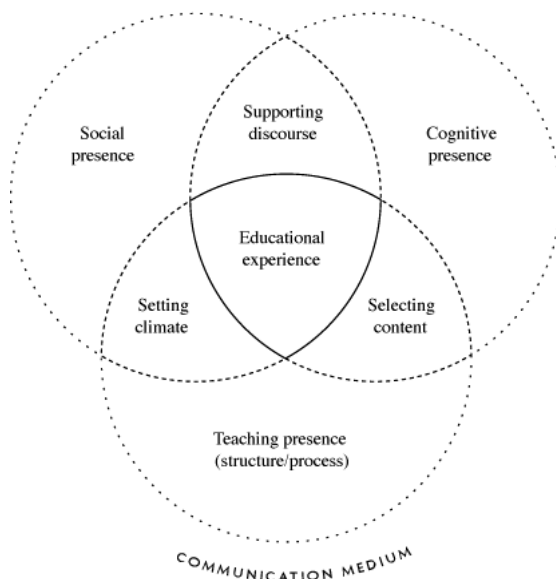 Supporting
discourse
Social
presence
Cognitive
presence
Educational
experience
Setting
climate
Selecting
content
Teaching presence
(structure/process)
COMMUNICATION MEDIUM